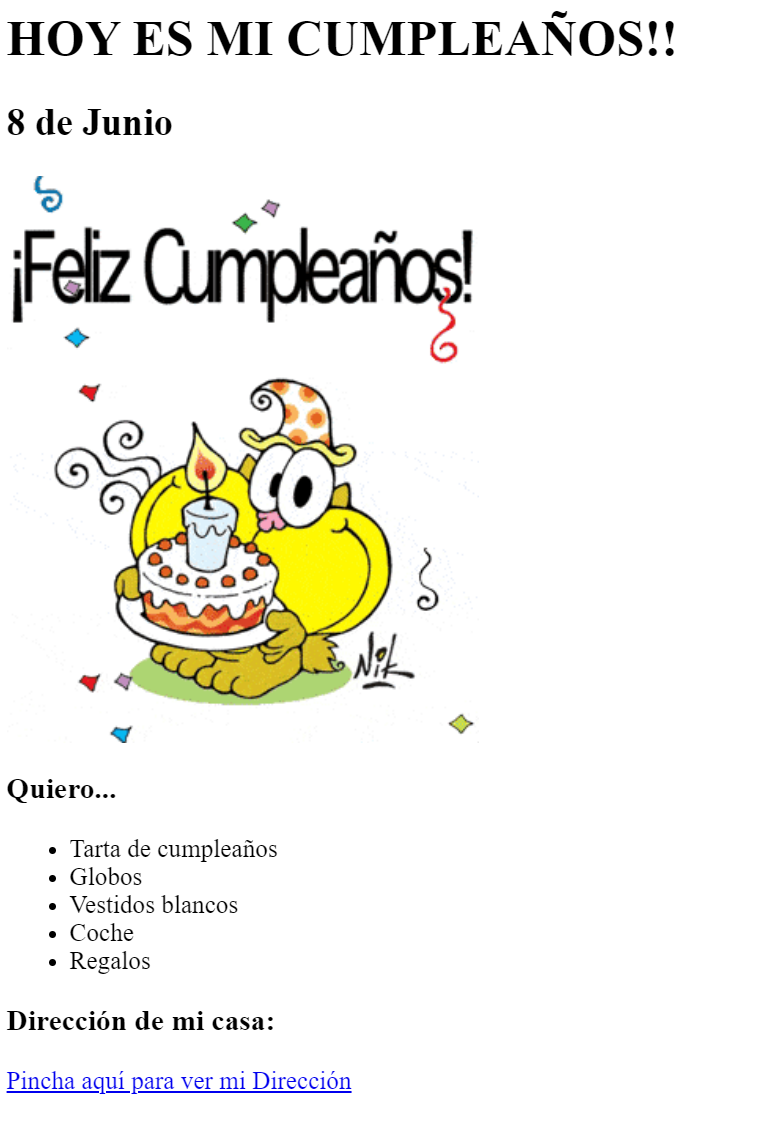 HOY ES MI CUMPLEAÑOS!!
8 de Junio
¡Feliz Cumpleaños!
Nik
Quiero...
Tarta de cumpleaños
Globos
Vestidos blancos
Coche
Regalos
Dirección de mi casa:
Pincha aquí para ver mi Dirección